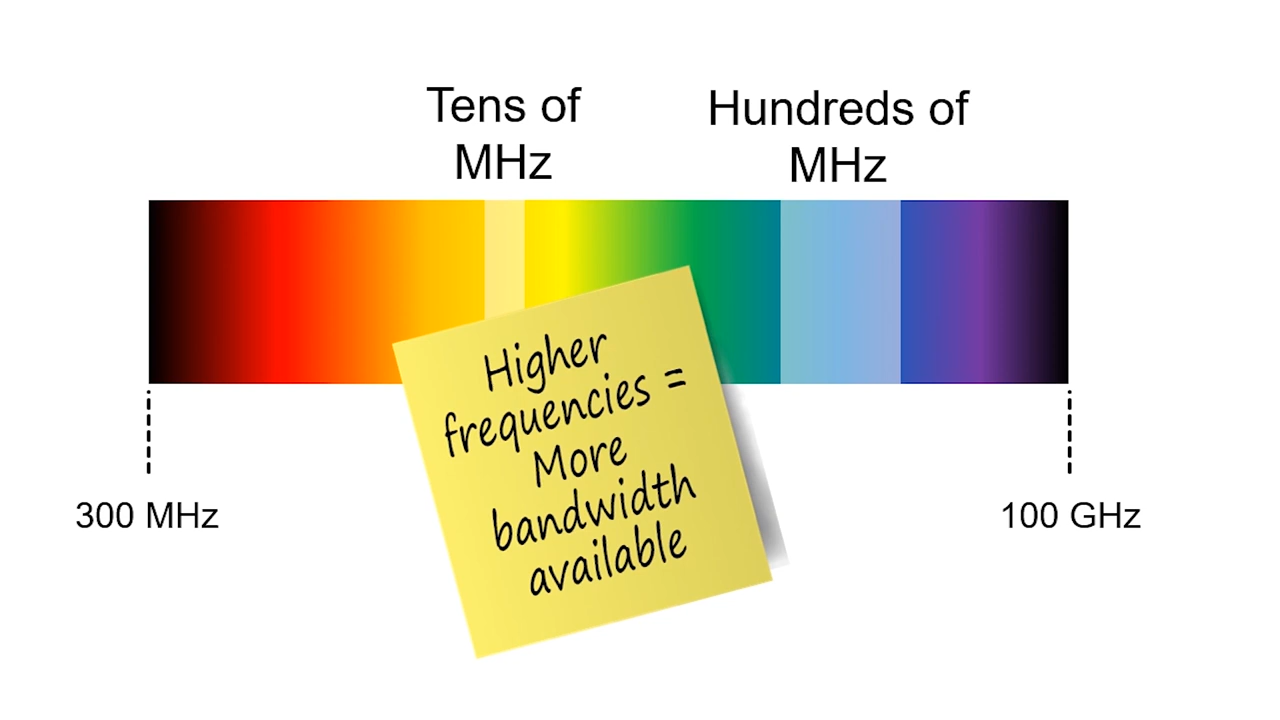 Tens of
MHz
Hundreds of
MHz
Higher
frequencies =
More
bandwidth
available
300 MHz
100 GHz